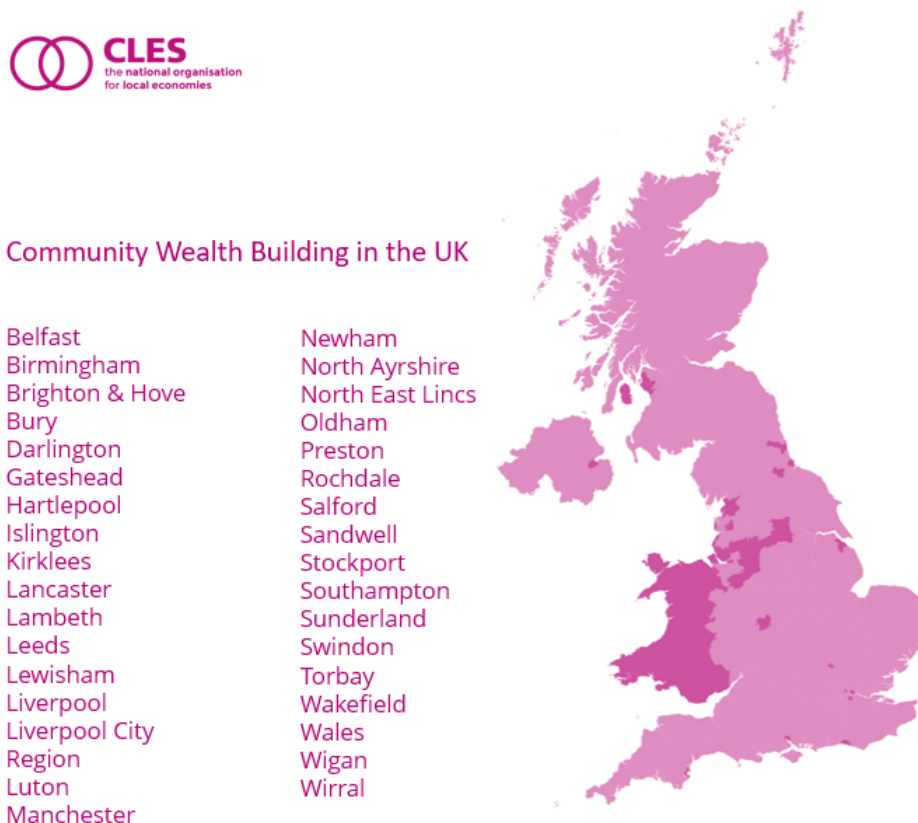 CLES
the national organisation
for local economies
Community Wealth Building in the UK
Belfast
Birmingham
Brighton & Hove
Bury
Darlington
Gateshead
Hartlepool
Islington
Kirklees
Lancaster
Lambeth
Leeds
Lewisham
Liverpool
Liverpool City
Region
Luton
Manchester
Newham
North Ayrshire
North East Lincs
Oldham
Preston
Rochdale
Salford
Sandwell
Stockport
Southampton
Sunderland
Swindon
Torbay
Wakefield
Wales
Wigan
Wirral